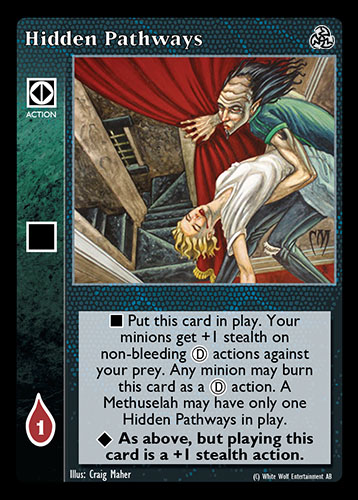 Hidden Pathways
ACTION
Put this card in play. Your
minions get +1 stealth on
non-bleeding Ⓓ actions against
your prey. Any minion may burn
this card as a Ⓓ action. A
Methuselah may have only one
Hidden Pathways in play.
As above, but playing this
card is a +1 stealth action.
1
CM
Illus: Craig Maher
(C) White Wolf Entertainment AB